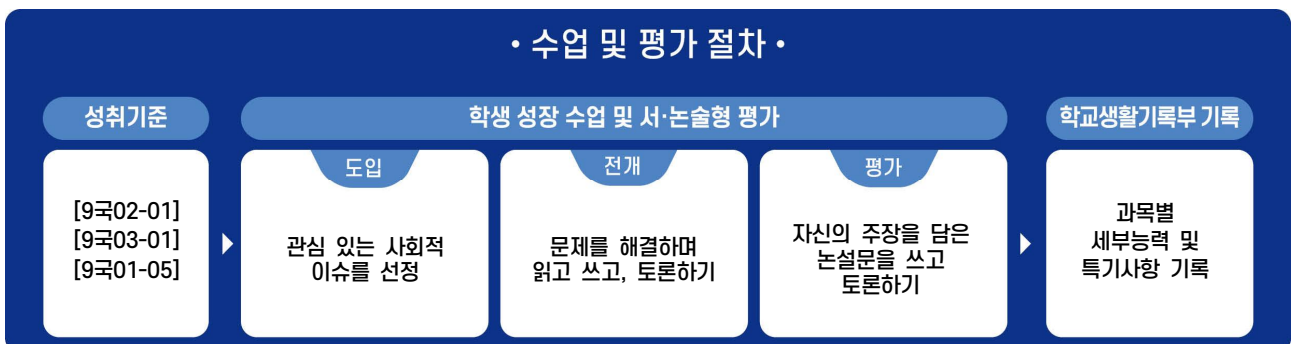 • 수업 및 평가 절차 •
성취기준
학생 성장 수업 및 서·논술형 평가
학교생활기록부 기록
[9국02-01]
[9국03-01]
[9국01-05]
도입
관심 있는 사회적
이슈를 선정
전개
문제를 해결하며
읽고 쓰고, 토론하기
평가
자신의 주장을 담은
논설문을 쓰고
토론하기
과목별
세부능력 및
특기사항 기록